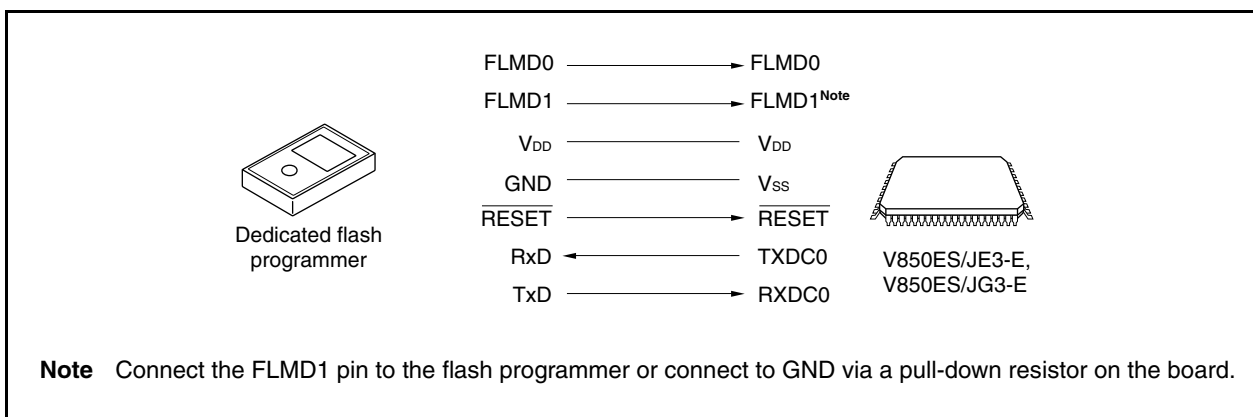 FLMD0 FLMD0
FLMD1 FLMD1Note
VDD VDD
GND VSS
RESET RESET
RxD TXDC0
TxD RXDC0
Dedicated flash
programmer
V850ES/JE3-E,
V850ES/JG3-E
Note Connect the FLMD1 pin to the flash programmer or connect to GND via a pull-down resistor on the board.